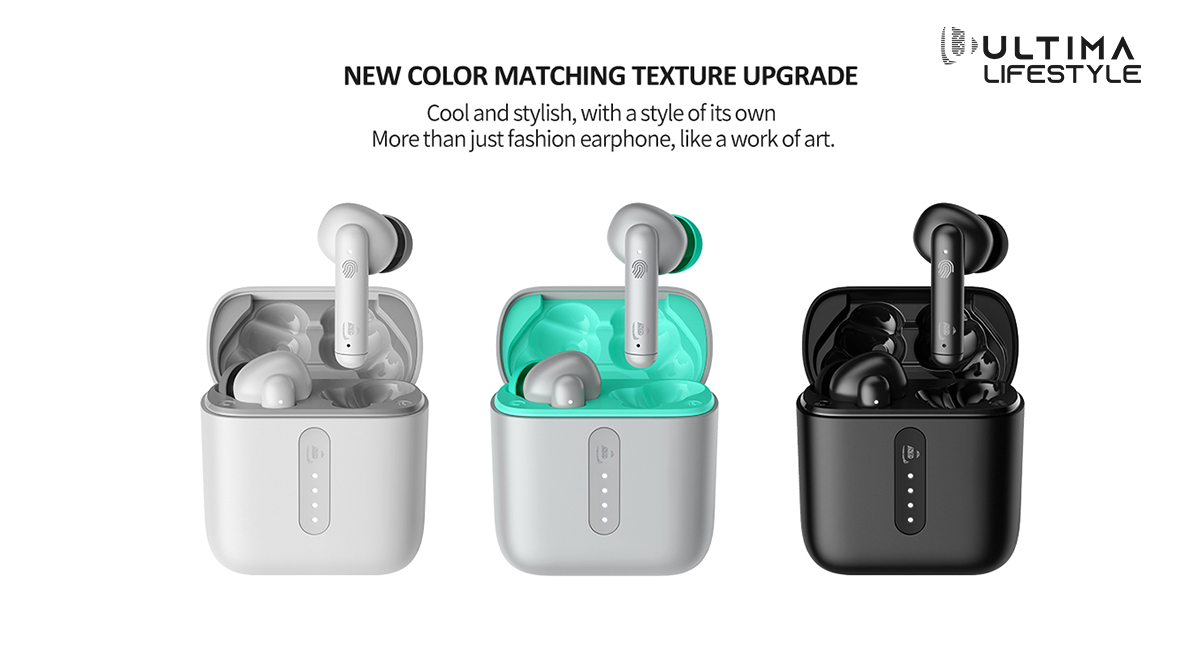 ULTIMA
LIFESTYLE
NEW COLOR MATCHING TEXTURE UPGRADE
Cool and stylish, with a style of its own
More than just fashion earphone, like a work of art.